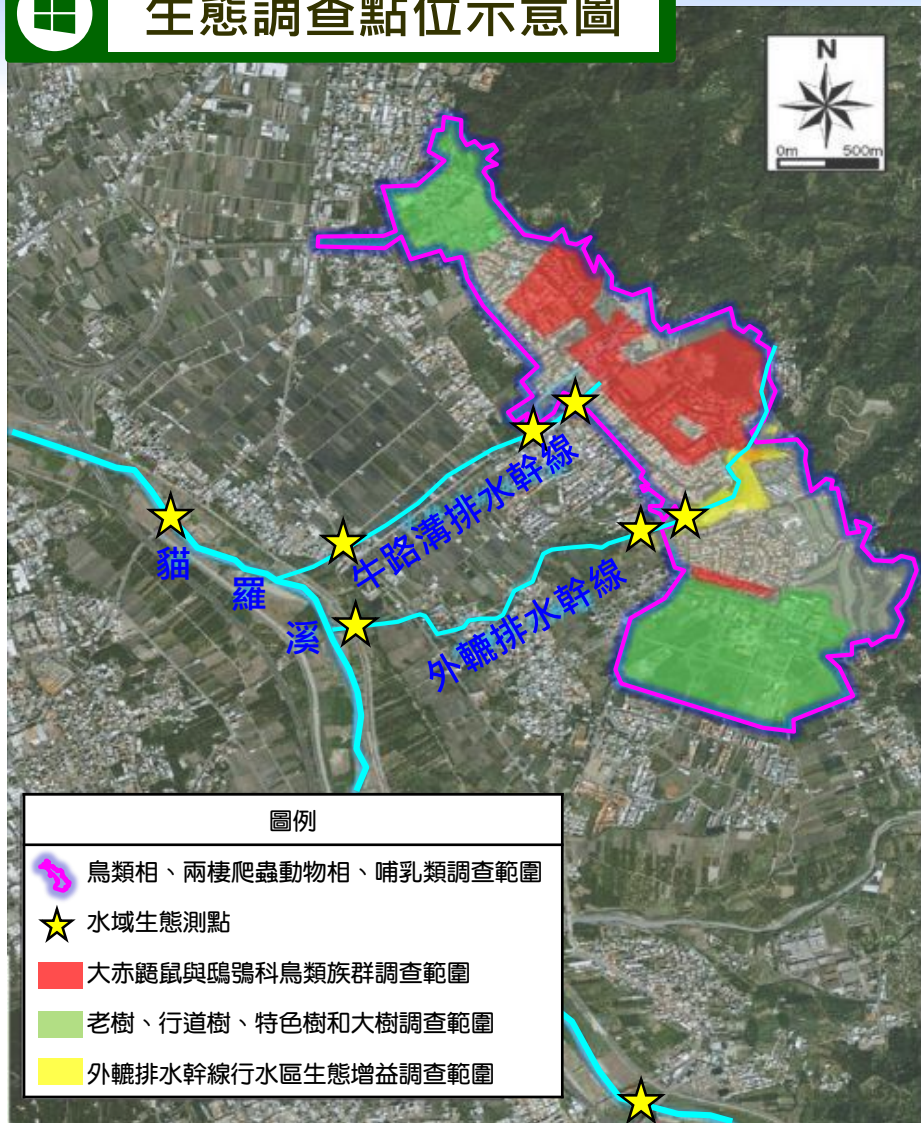 生態調查點位示意圖
N
0m 500m
牛路溝排水幹線
貓
羅
溪
外轆排水幹線
圖例
鳥類相、兩棲爬蟲動物相、哺乳類調查範圍
水域生態測點
大赤鼯鼠與鴟鴞科鳥類族群調查範圍
老樹、行道樹、特色樹和大樹調查範圍
外轆排水幹線行水區生態增益調查範圍